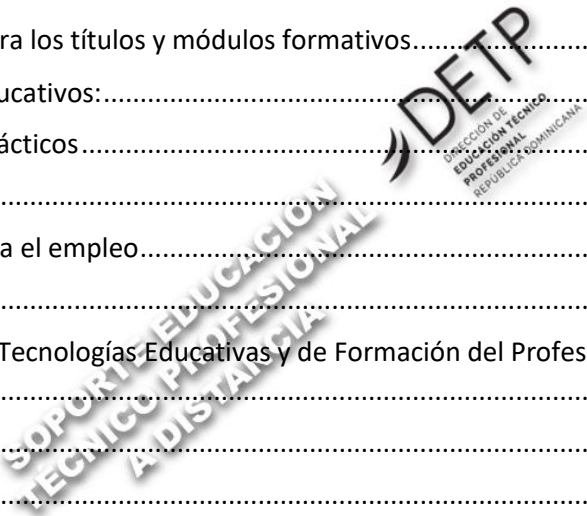 ra los títulos y módulos formativos........................
ucativos:........................
ácticos........................
........................
a el empleo........................
........................
Tecnologías Educativas y de Formación del Profes
........................
........................
........................
DETP
DIRECCIÓN DE
EDUCACIÓN TÉCNICO
PROFESIONAL
REPÚBLICA DOMINICANA
SOPORTE EDUCACION
TÉCNICO PROFESIONAL
A DISTANCIA